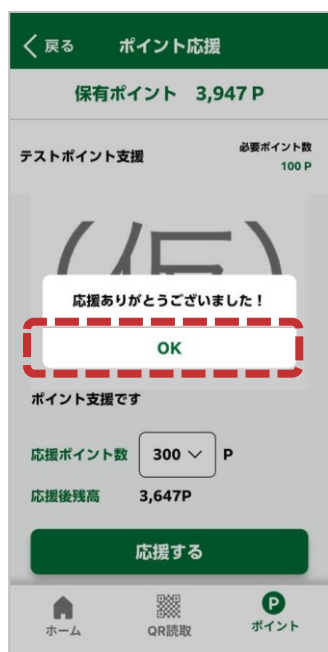 戻る ポイント応援
保有ポイント 3,947 P
テストポイント支援
必要ポイント数
100 P
(仮)
応援ありがとうございました！
OK
ポイント支援です
応援ポイント数 300 P
応援後残高 3,647P
応援する
ホーム QR読取 P ポイント